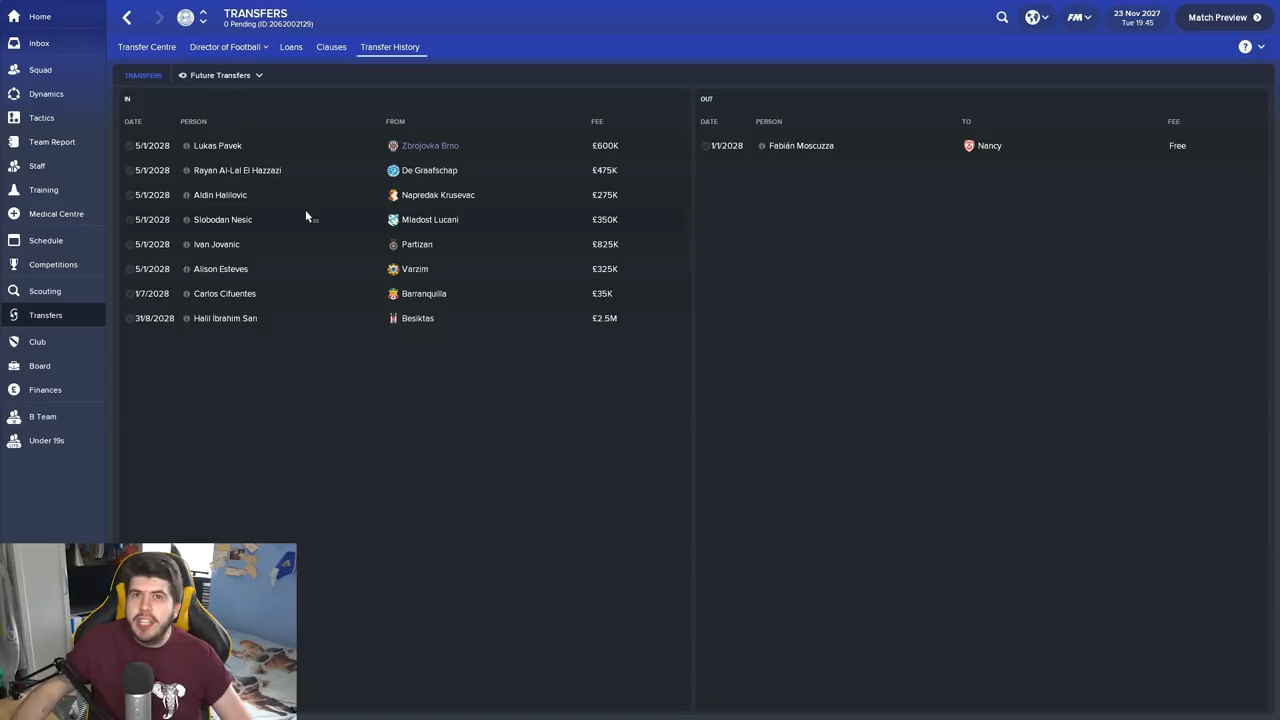 Home
Inbox
Squad
Dynamics
Tactics
Team Report
Staff
Training
Medical Centre
Schedule
Competitions
Scouting
Transfers
Club
Board
Finances
B Team
Under 19s
TRANSFERS
0 Pending (ID:2062002129)
FM
23 Nov 2027
Tue 19:45
Match Preview
Transfer Centre Director of Football Loans Clauses Transfer History
?
TRANSFERS Future Transfers
IN
DATE PERSON FROM FEE
5/1/2028 Lukas Pavek Zbrojovka Brno £600K
5/1/2028 Rayan Al-Lal El Hazzazi De Graafschap £475K
5/1/2028 Aldin Halilovic Napredak Krusevac £275K
5/1/2028 Slobodan Nesic Mladost Lucani £350K
5/1/2028 Ivan Jovanic Partizan £825K
5/1/2028 Alison Esteves Varzim £325K
1/7/2028 Carlos Cifuentes Barranquilla £35K
31/8/2028 Halil İbrahim Sarı Besiktas £2.5M
OUT
DATE PERSON TO FEE
1/1/2028 Fabián Moscuzza Nancy Free